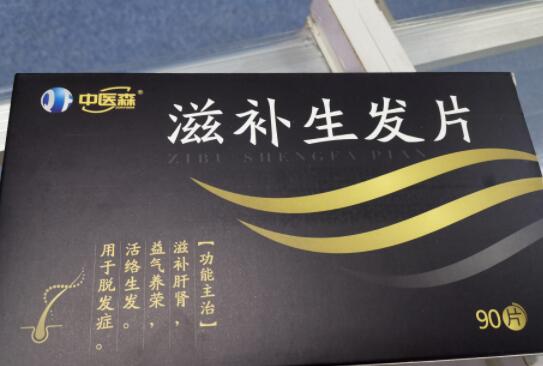 中医森®
滋补生发片
ZIBU SHENGFA PIAN
【功能主治】
滋补肝肾，
益气养荣，
活络生发。
用于脱发症。
90片